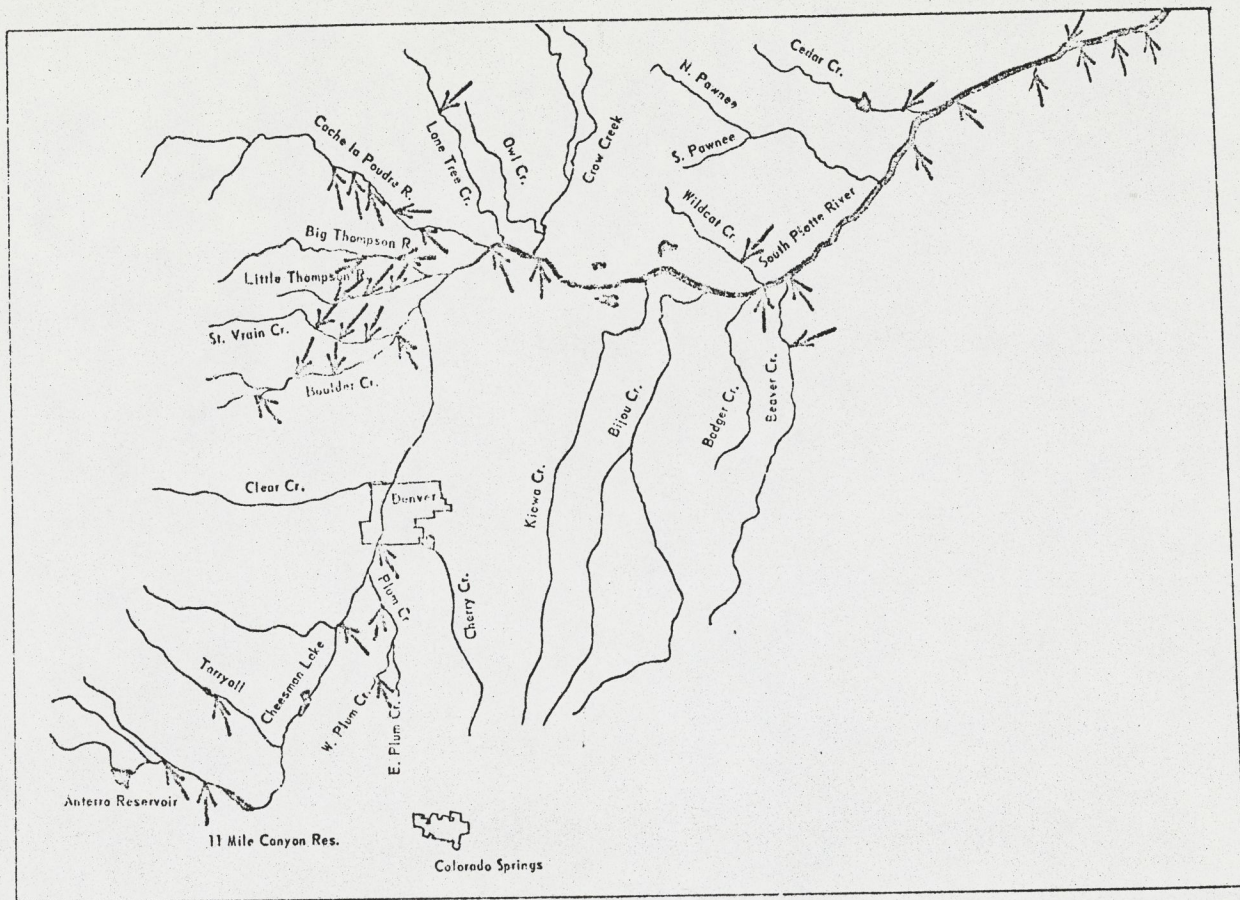 Cedar Cr.
N. Pawnee
S. Pawnee
Cache la Poudre R.
Lone Tree Cr.
Owl Cr.
Crow Creek
Wildcat Cr.
South Platte River
Big Thompson R.
Little Thompson R.
St. Vrain Cr.
Boulder Cr.
Bijou Cr.
Badger Cr.
Beaver Cr.
Clear Cr.
Denver
Kiowa Cr.
Plum Cr
Cherry Cr.
Tarryall
Cheesman Lake
W. Plum Cr.
E. Plum Cr.
Anterro Reservoir
11 Mile Canyon Res.
Colorado Springs